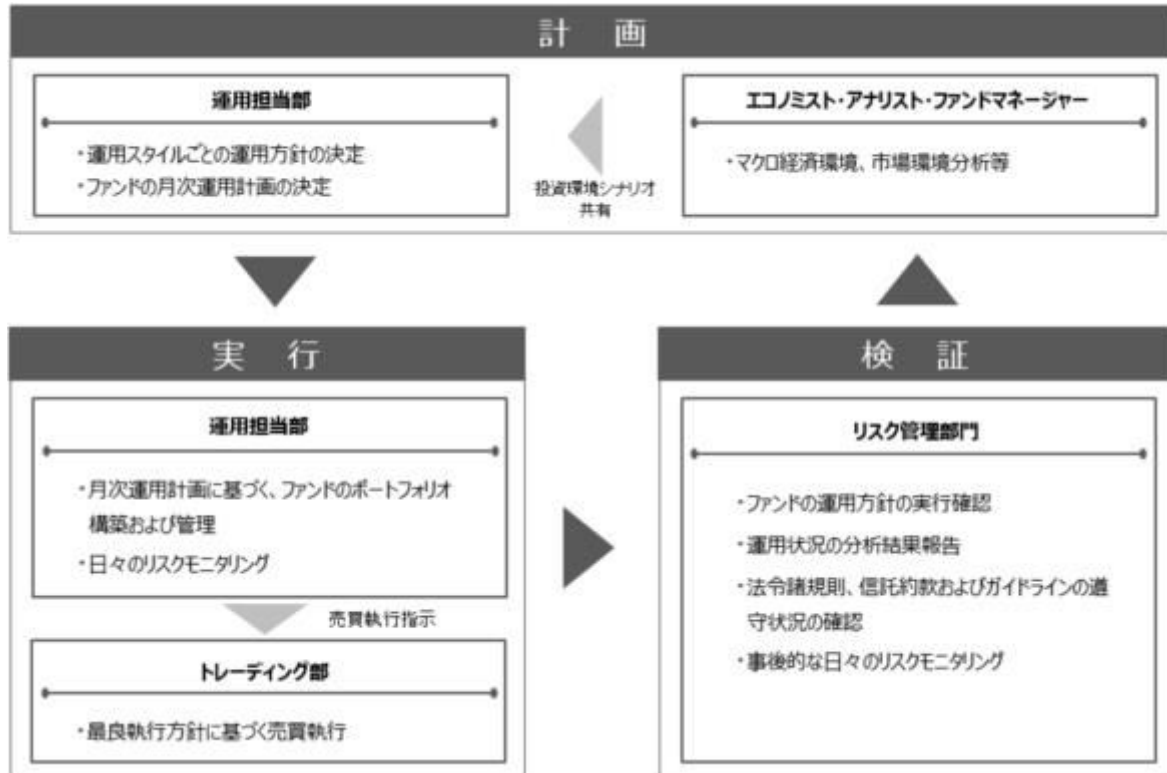 計 画
運用担当部
・運用スタイルごとの運用方針の決定
・ファンドの月次運用計画の決定
投資環境シナリオ
共有
エコノミスト・アナリスト・ファンドマネージャー
・マクロ経済環境、市場環境分析等
実 行
運用担当部
・月次運用計画に基づく、ファンドのポートフォリオ
構築および管理
・日々のリスクモニタリング
売買執行指示
トレーディング部
・最良執行方針に基づく売買執行
検 証
リスク管理部門
・ファンドの運用方針の実行確認
・運用状況の分析結果報告
・法令諸規則、信託約款およびガイドラインの遵
守状況の確認
・事後的な日々のリスクモニタリング